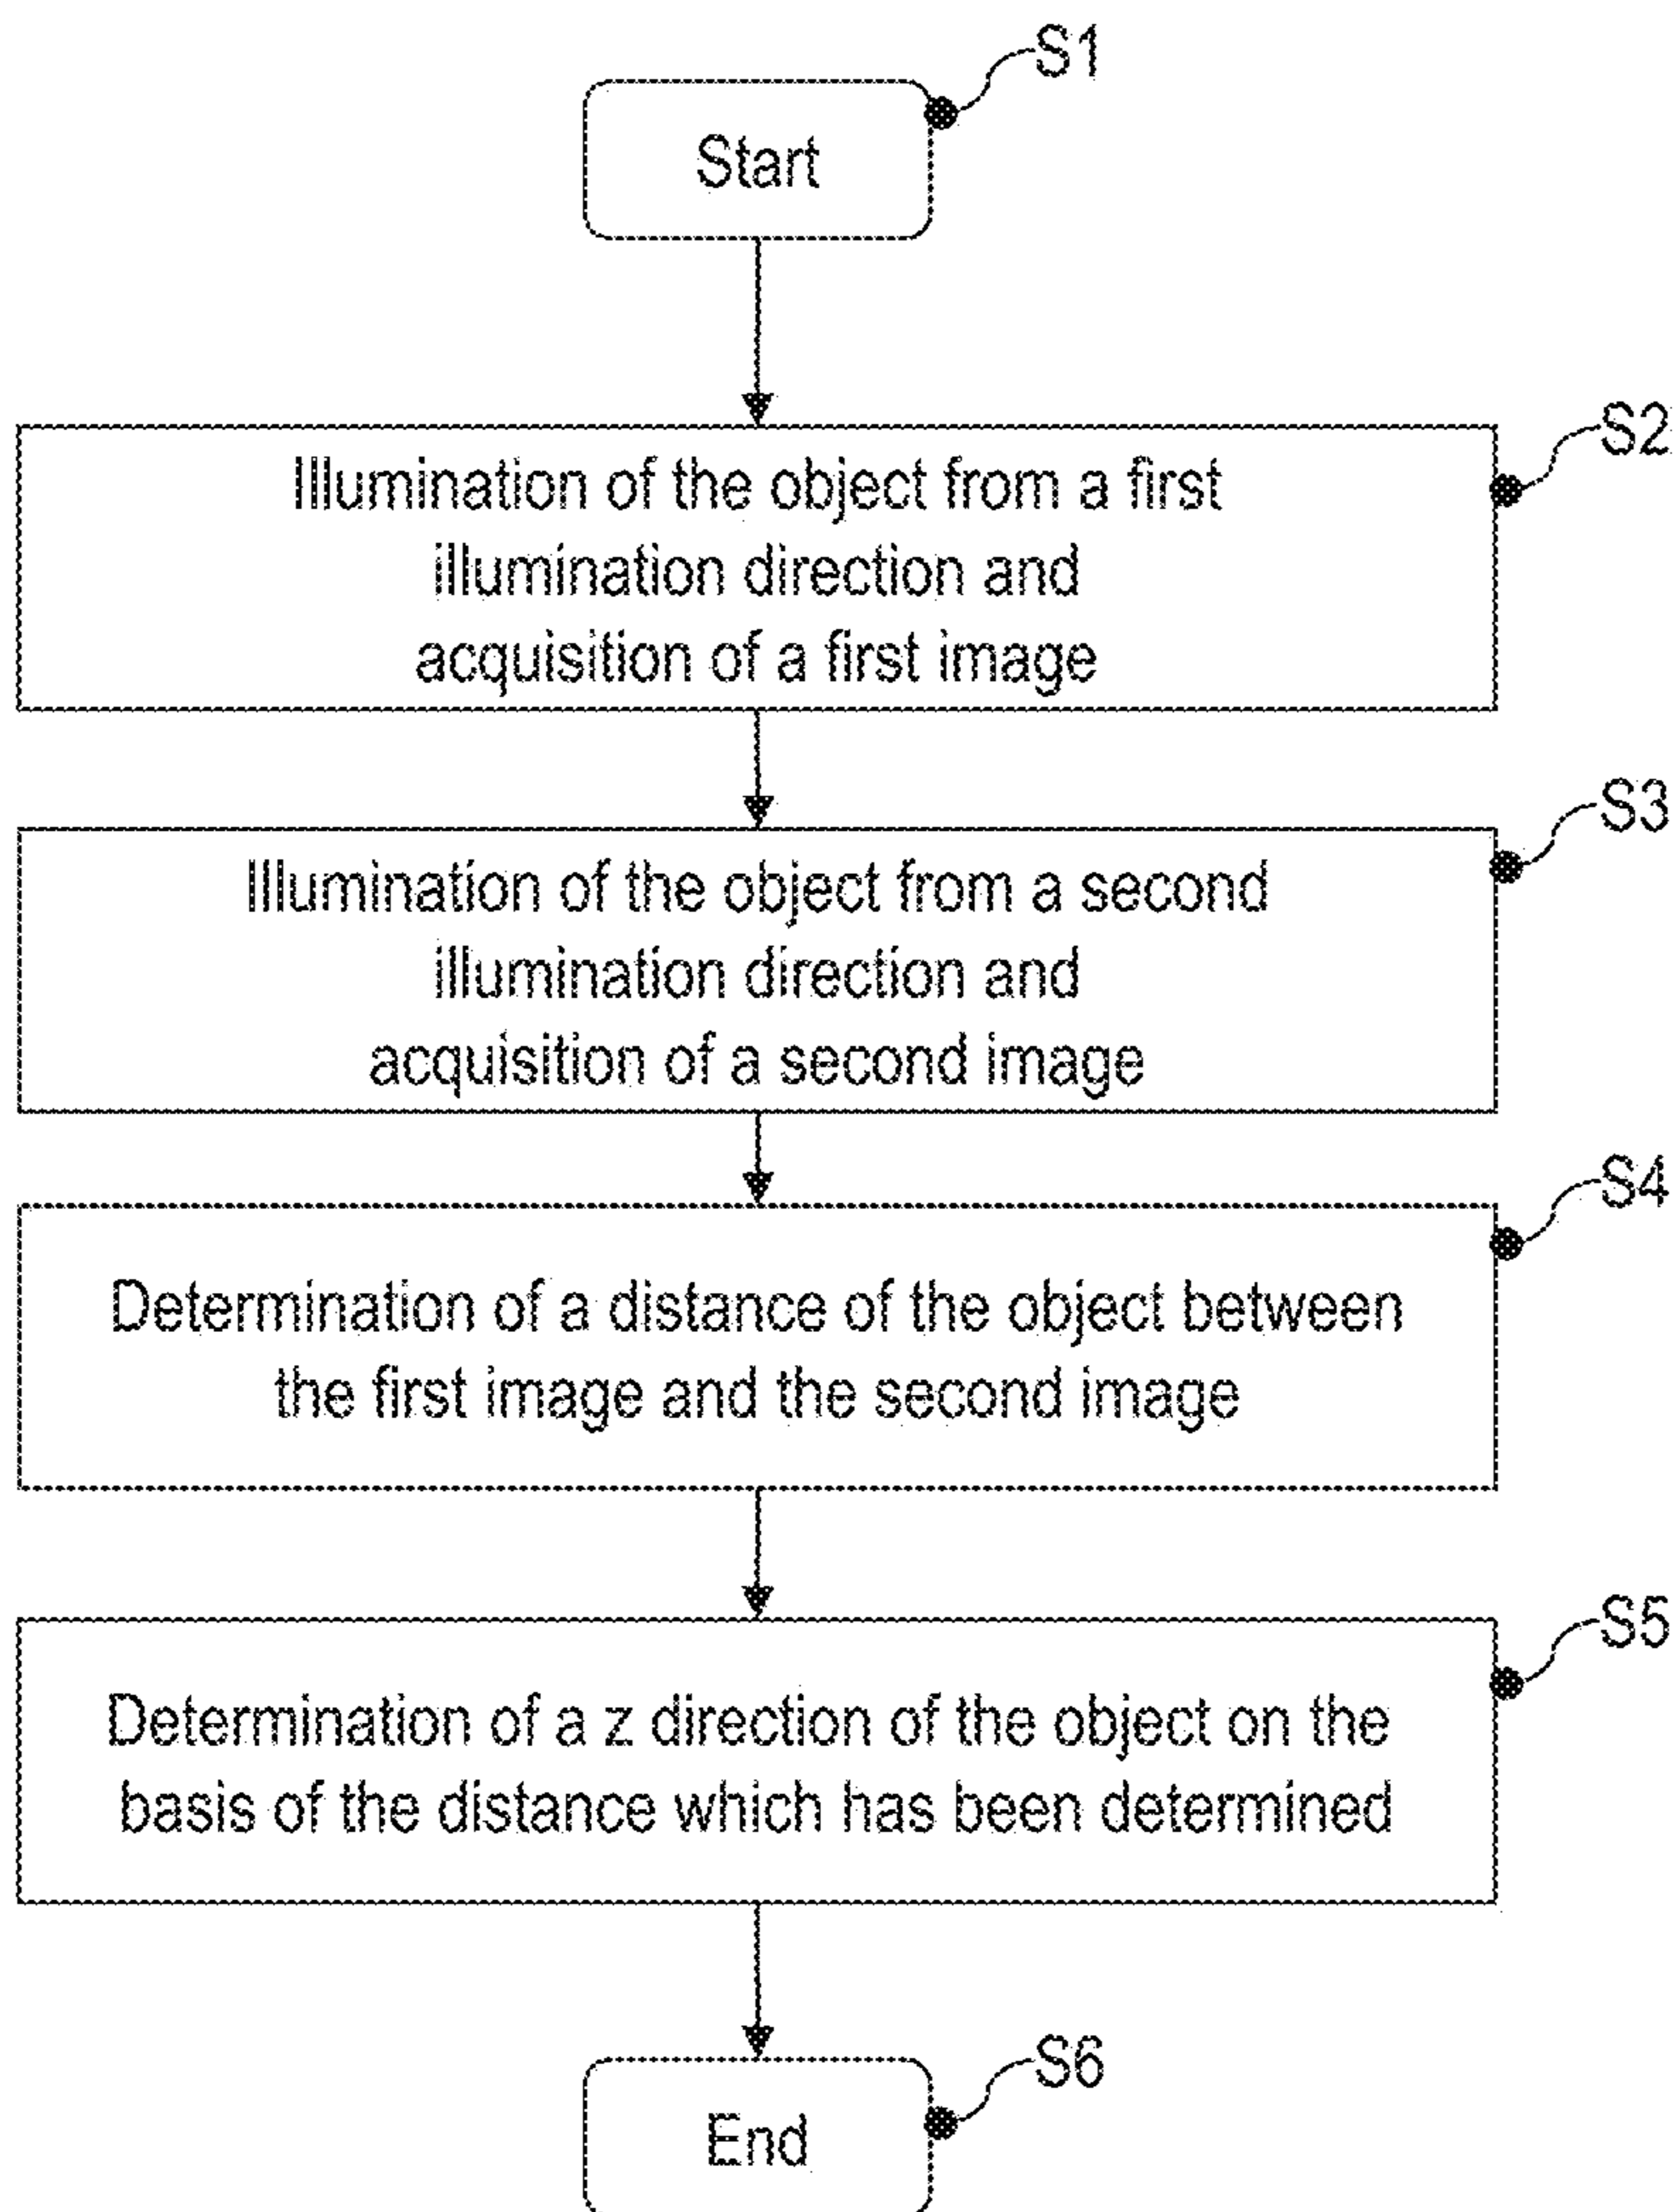 S1
Start
S2
Illumination of the object from a first
illumination direction and
acquisition of a first image
S3
Illumination of the object from a second
illumination direction and
acquisition of a second image
S4
Determination of a distance of the object between
the first image and the second image
S5
Determination of a z direction of the object on the
basis of the distance which has been determined
S6
End